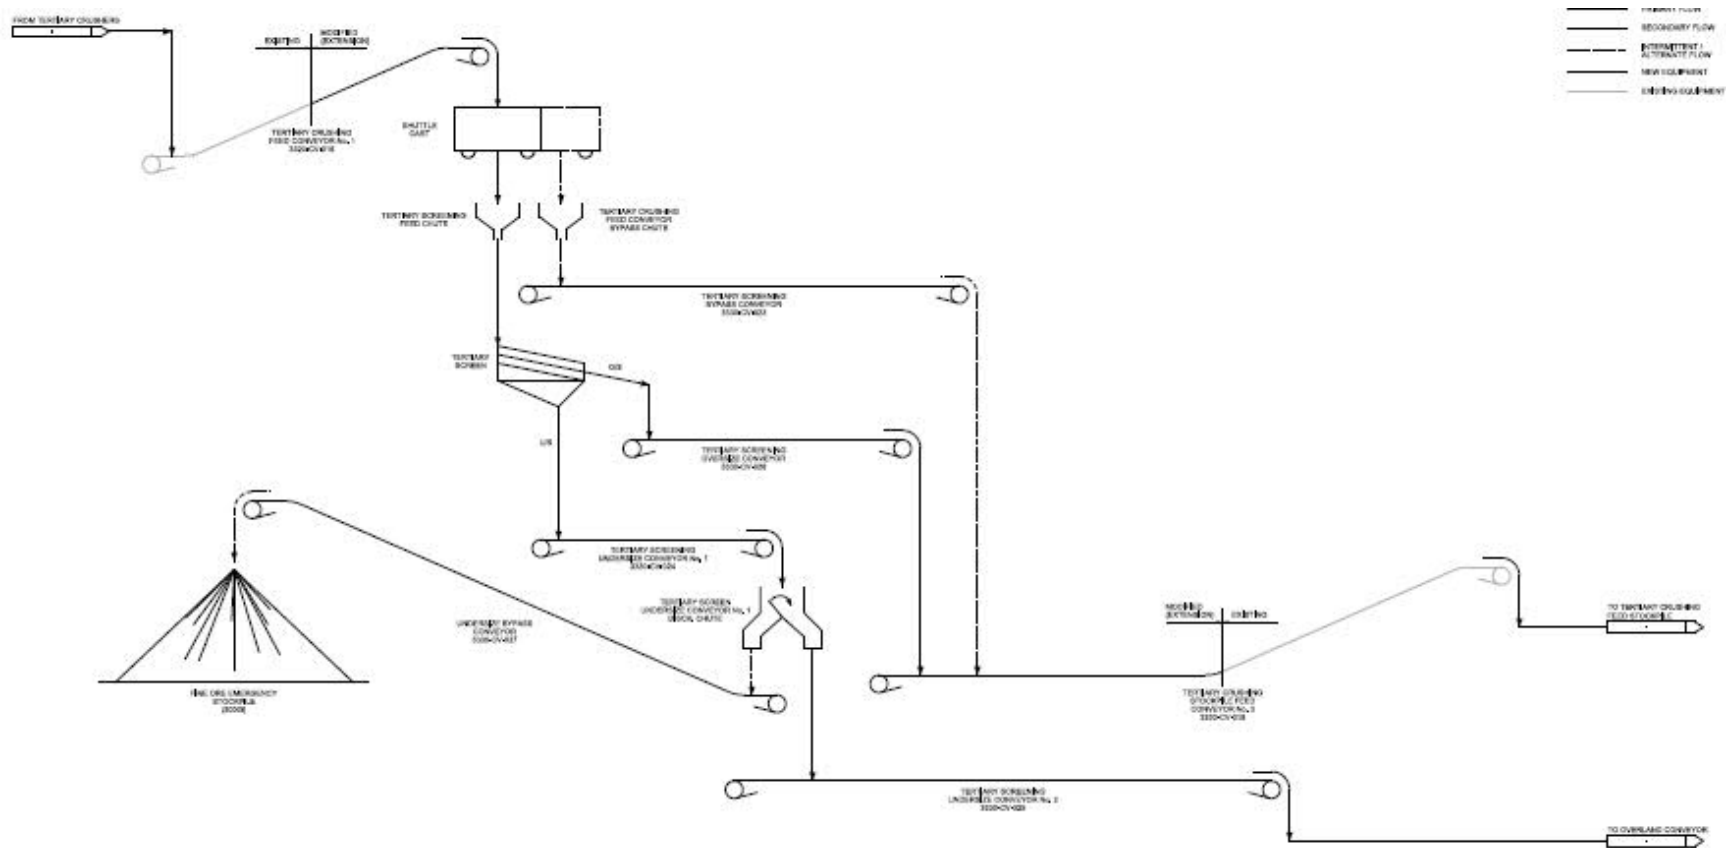 FROM TERTIARY CRUSHERS
EXISTING
MODIFIED
(EXTENSION)
TERTIARY CRUSHING
FEED CONVEYOR No. 1
SHUTTLE
TERTIARY SCREENING
FEED CHUTE
TERTIARY CRUSHING
FEED CONVEYOR
BYPASS CHUTE
TERTIARY SCREENING
BYPASS CONVEYOR
TERTIARY
SCREEN
O/S
U/S
TERTIARY SCREENING
OVERSIZE CONVEYOR
TERTIARY SCREENING
UNDERSIZE CONVEYOR No. 1
TERTIARY SCREEN
UNDERSIZE CONVEYOR No. 1
CHUTE
UNDERSIZE BYPASS
CONVEYOR
FINE ORE EMERGENCY
STOCKPILE
MODIFIED
(EXTENSION)
EXISTING
TERTIARY CRUSHING
STOCKPILE FEED
CONVEYOR No.
TERTIARY SCREENING
UNDERSIZE CONVEYOR No. 2
TO TERTIARY CRUSHING
FEED STOCKPILE
TO OVERLAND CONVEYOR
PRIMARY FLOW
SECONDARY FLOW
INTERMITTENT /
ALTERNATE FLOW
NEW EQUIPMENT
EXISTING EQUIPMENT